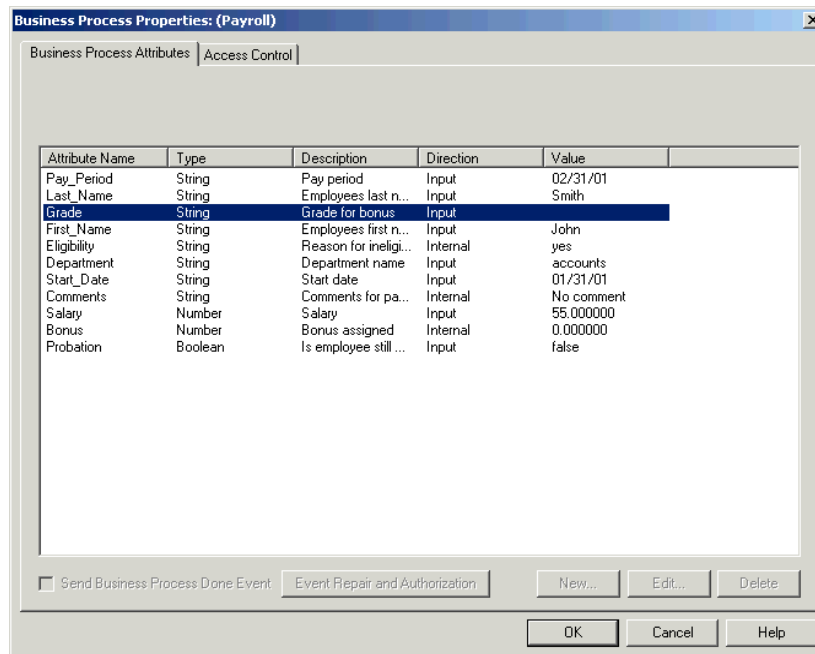 Business Process Properties: (Payroll)
Business Process Attributes Access Control
Attribute Name Type Description Direction Value
Pay_Period String Pay period Input 02/31/01
Last_Name String Employees last n... Input Smith
Grade String Grade for bonus Input
First_Name String Employees first n... Input John
Eligibility String Reason for ineligi... Internal yes
Department String Department name Input accounts
Start_Date String Start date Input 01/31/01
Comments String Comments for pa... Internal No comment
Salary Number Salary Input 55.000000
Bonus Number Bonus assigned Internal 0.000000
Probation Boolean Is employee still ... Input false
Send Business Process Done Event Event Repair and Authorization New... Edit... Delete
OK Cancel Help